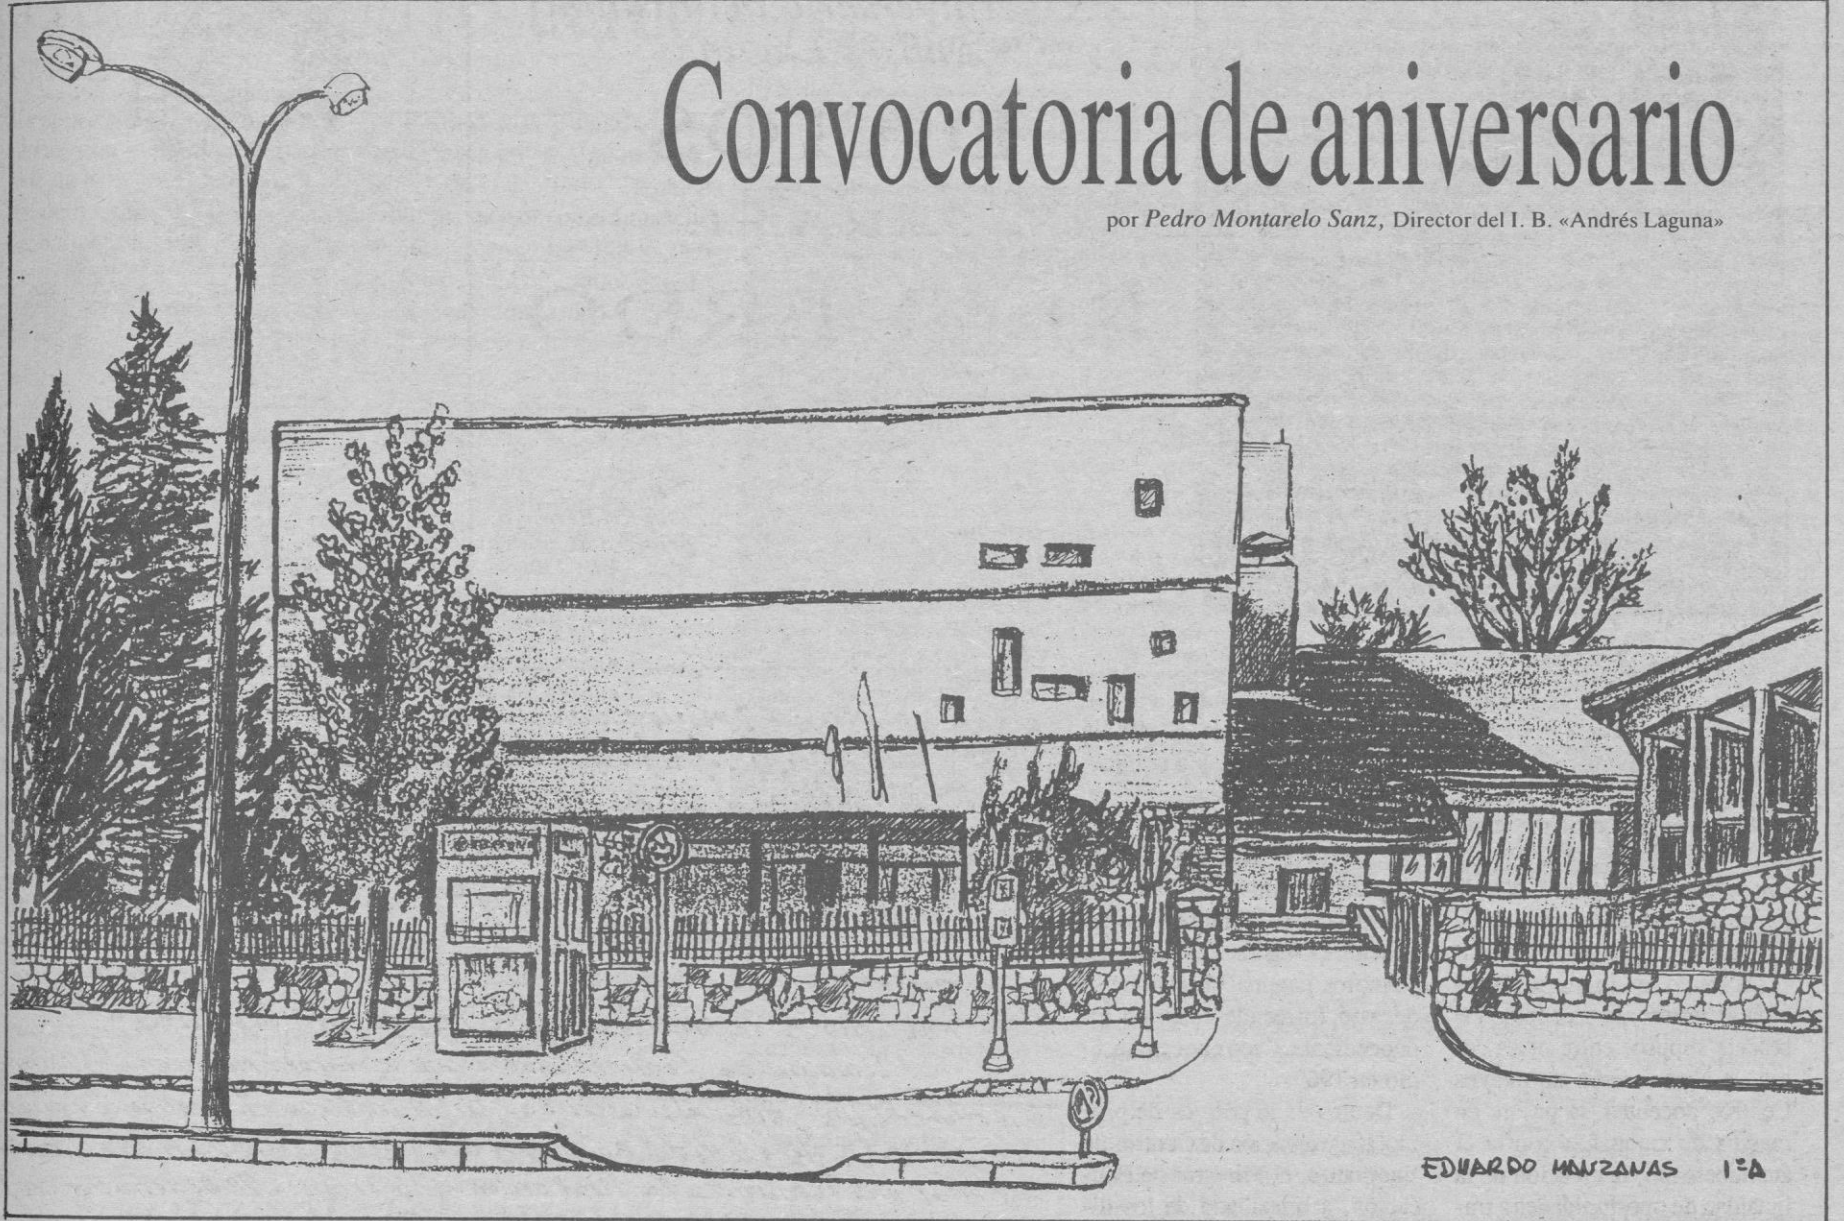 Convocatoria de aniversario
por Pedro Montarelo Sanz, Director del I. B. «Andrés Laguna»
EDUARDO MANZANAS 1ºA